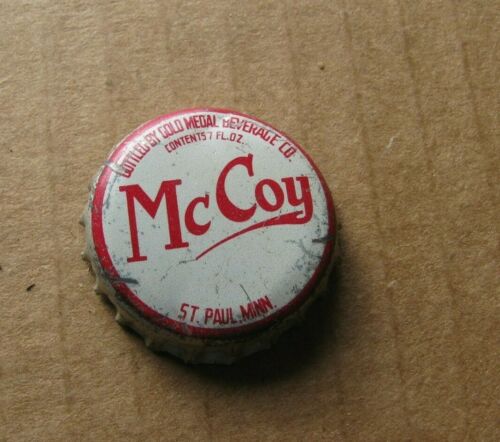 BOTTLED BY GOLD MEDAL BEVERAGE CO.
CONTENTS 7 FL. OZ.
McCoy
ST. PAUL, MINN.